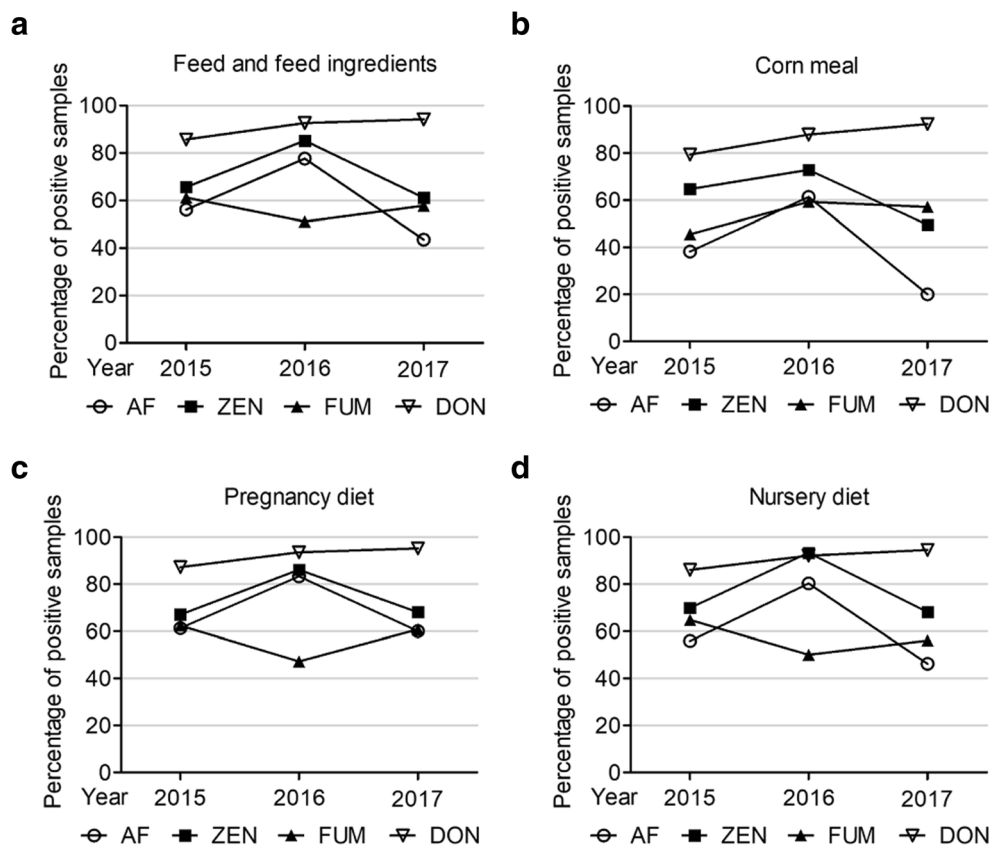 a
Feed and feed ingredients
Percentage of positive samples
100
80
60
40
20
0
Year 2015 2016 2017
AF ZEN FUM DON
b
Corn meal
Percentage of positive samples
100
80
60
40
20
0
Year 2015 2016 2017
AF ZEN FUM DON
c
Pregnancy diet
Percentage of positive samples
100
80
60
40
20
0
Year 2015 2016 2017
AF ZEN FUM DON
d
Nursery diet
Percentage of positive samples
100
80
60
40
20
0
Year 2015 2016 2017
AF ZEN FUM DON